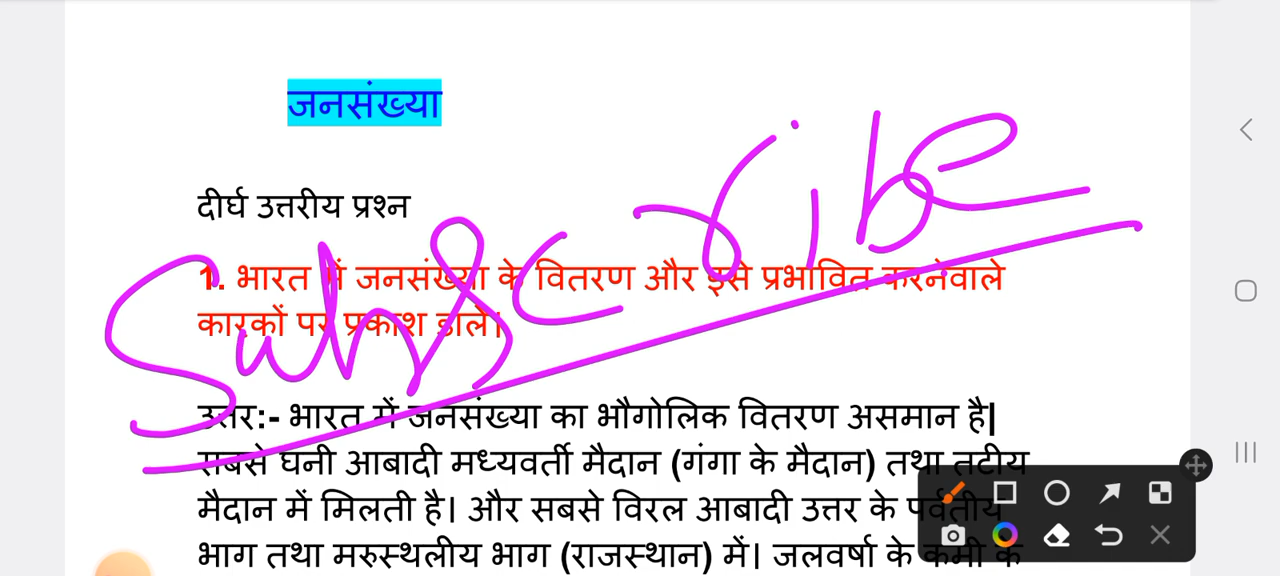 जनसंख्या
दीर्घ उत्तरीय प्रश्न
Subscribe
1. भारत में जनसंख्या के वितरण और इसे प्रभावित करनेवाले
कारकों पर प्रकाश डालें।
उत्तर:- भारत में जनसंख्या का भौगोलिक वितरण असमान है|
सबसे घनी आबादी मध्यवर्ती मैदान (गंगा के मैदान) तथा तटीय
मैदान में मिलती है। और सबसे विरल आबादी उत्तर के पर्वतीय
भाग तथा मरुस्थलीय भाग (राजस्थान) में। जलवर्षा के कमी के